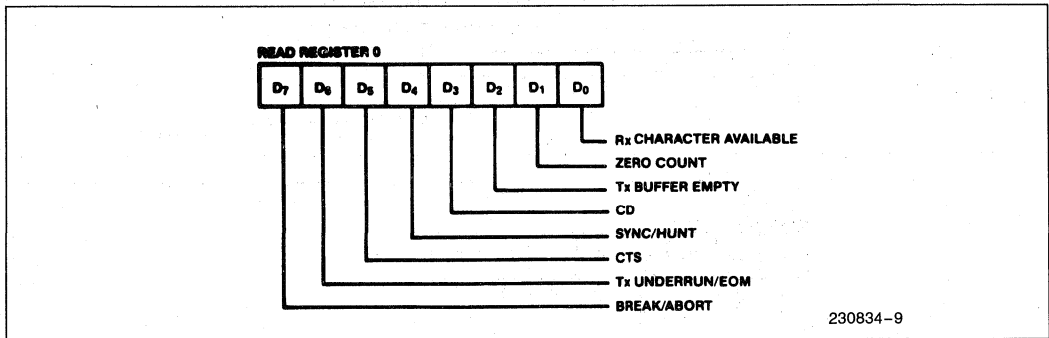 READ REGISTER 0
D7 D6 D5 D4 D3 D2 D1 D0
Rx CHARACTER AVAILABLE
ZERO COUNT
Tx BUFFER EMPTY
CD
SYNC/HUNT
CTS
Tx UNDERRUN/EOM
BREAK/ABORT
230834–9